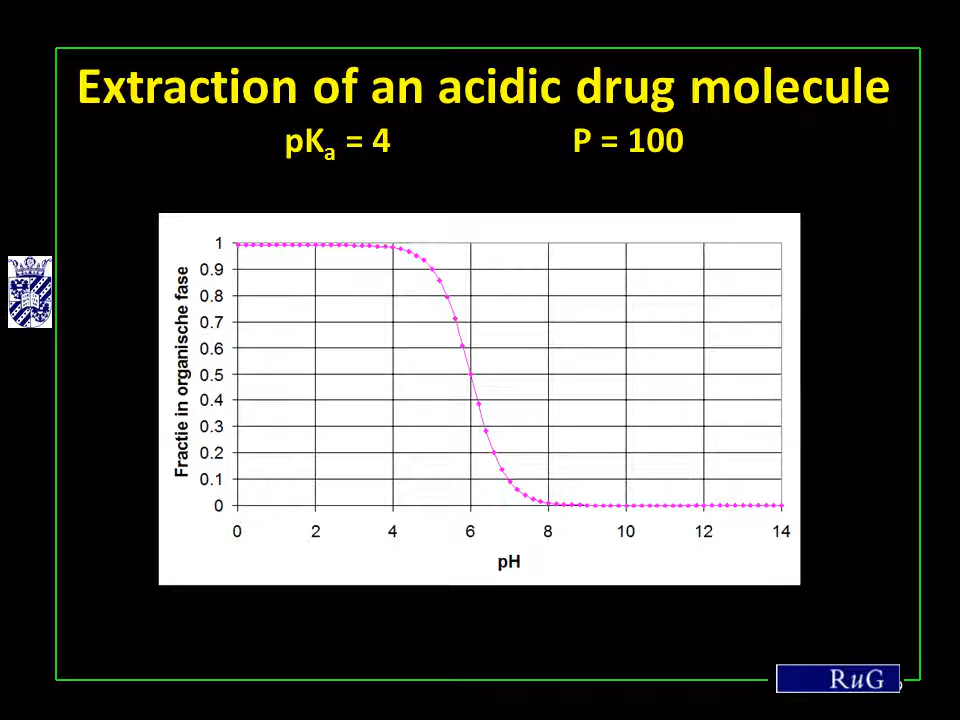 Extraction of an acidic drug molecule
pKa = 4 P = 100
1
0.9
0.8
0.7
0.6
0.5
0.4
0.3
0.2
0.1
0
Fractie in organische fase
0 2 4 6 8 10 12 14
pH
RuG